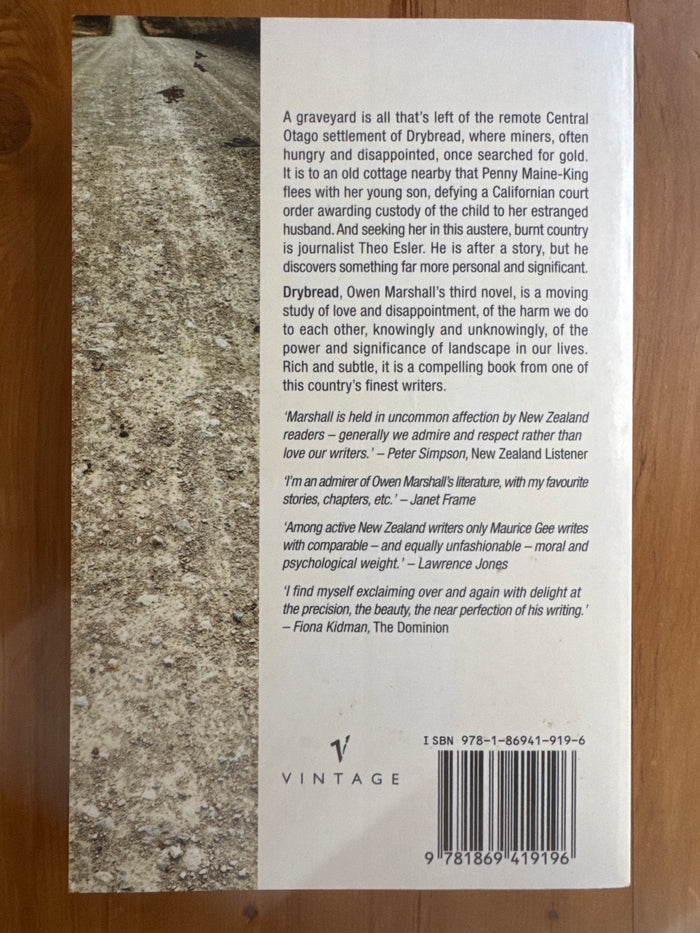 A graveyard is all that's left of the remote Central
Otago settlement of Drybread, where miners, often
hungry and disappointed, once searched for gold.
It is to an old cottage nearby that Penny Maine-King
flees with her young son, defying a Californian court
order awarding custody of the child to her estranged
husband. And seeking her in this austere, burnt country
is journalist Theo Esler. He is after a story, but he
discovers something far more personal and significant.
Drybread, Owen Marshall's third novel, is a moving
study of love and disappointment, of the harm we do
to each other, knowingly and unknowingly, of the
power and significance of landscape in our lives.
Rich and subtle, it is a compelling book from one of
this country's finest writers.
'Marshall is held in uncommon affection by New Zealand
readers – generally we admire and respect rather than
love our writers.' – Peter Simpson, New Zealand Listener
'I'm an admirer of Owen Marshall's literature, with my favourite
stories, chapters, etc.' – Janet Frame
'Among active New Zealand writers only Maurice Gee writes
with comparable – and equally unfashionable – moral and
psychological weight.' – Lawrence Jones
'I find myself exclaiming over and again with delight at
the precision, the beauty, the near perfection of his writing.'
– Fiona Kidman, The Dominion
V
VINTAGE
ISBN 978-1-86941-919-6
9 781869 419196